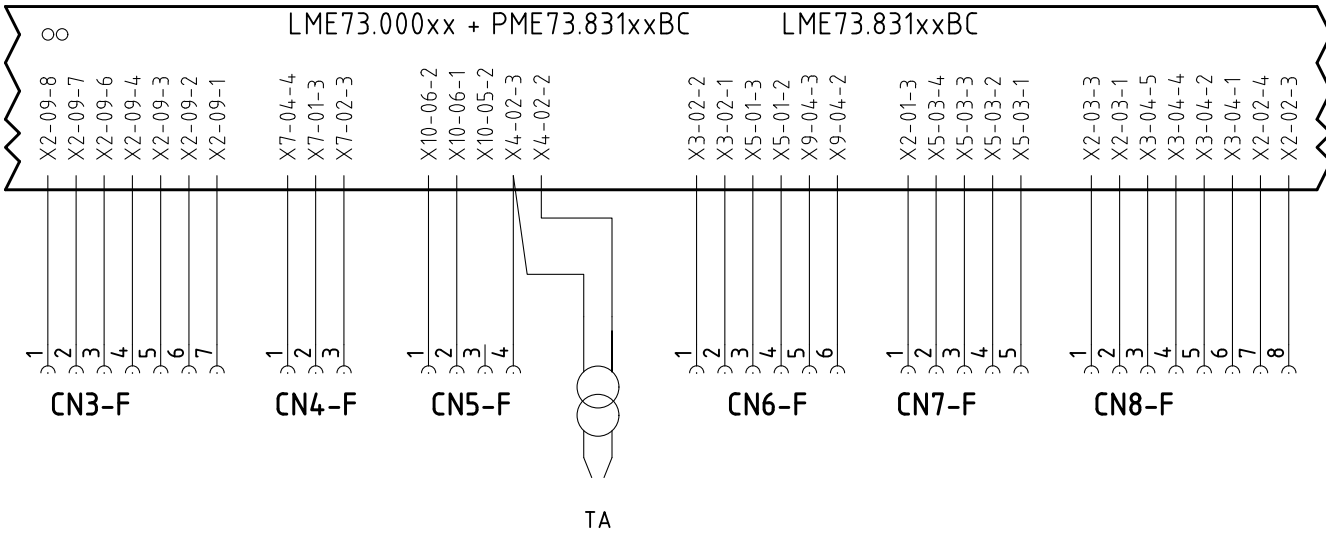 LME73.000xx + PME73.831xxBC LME73.831xxBC
X2-09-8
X2-09-7
X2-09-6
X2-09-4
X2-09-3
X2-09-2
X2-09-1
X7-04-4
X7-01-3
X7-02-3
X10-06-2
X10-06-1
X10-05-2
X4-02-3
X4-02-2
X3-02-2
X3-02-1
X5-01-3
X5-01-2
X9-04-3
X9-04-2
X2-01-3
X5-03-4
X5-03-3
X5-03-2
X5-03-1
X2-03-3
X2-03-1
X3-04-5
X3-04-4
X3-04-2
X3-04-1
X2-02-4
X2-02-3
1 2 3 4 5 6 7
1 2 3
1 2 3 4
1 2 3 4 5 6
1 2 3 4 5
1 2 3 4 5 6 7 8
CN3-F CN4-F CN5-F CN6-F CN7-F CN8-F
TA